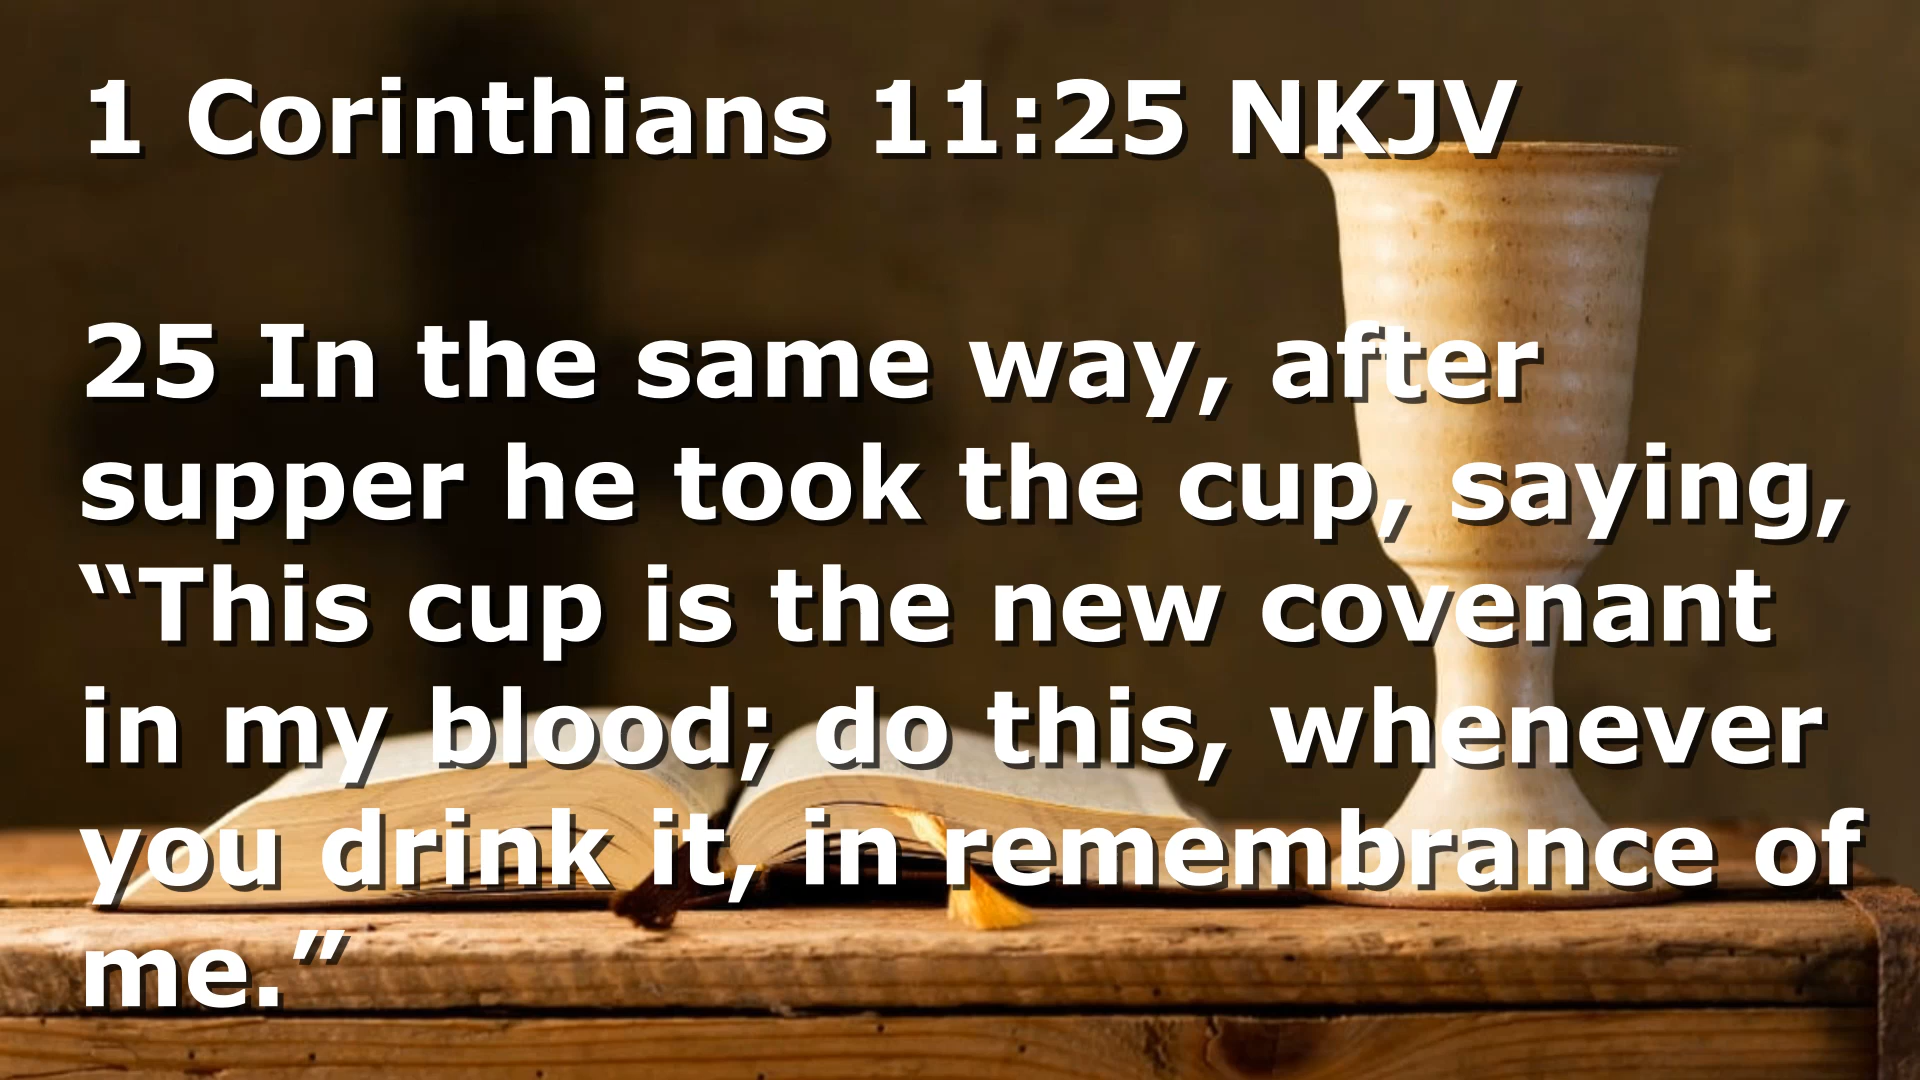 1 Corinthians 11:25 NKJV
25 In the same way, after
supper he took the cup, saying,
“This cup is the new covenant
in my blood; do this, whenever
you drink it, in remembrance of
me.”